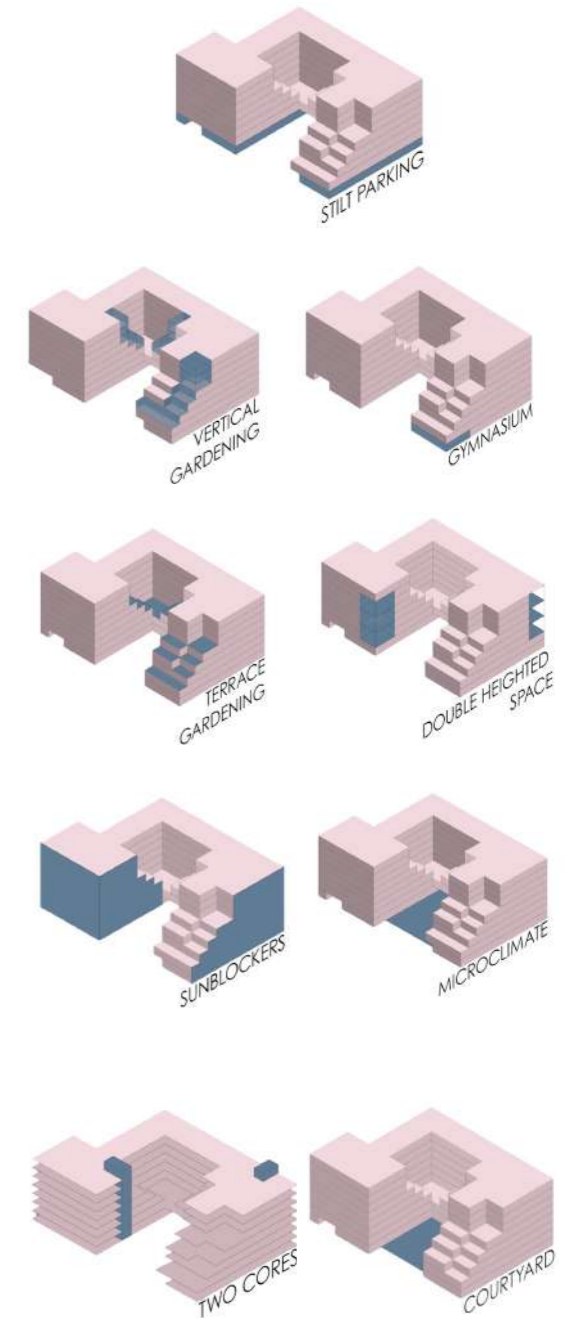 STILT PARKING
VERTICAL
GARDENING
GYMNASIUM
TERRACE
GARDENING
DOUBLE HEIGHTED
SPACE
SUNBLOCKERS
MICROCLIMATE
TWO CORES
COURTYARD